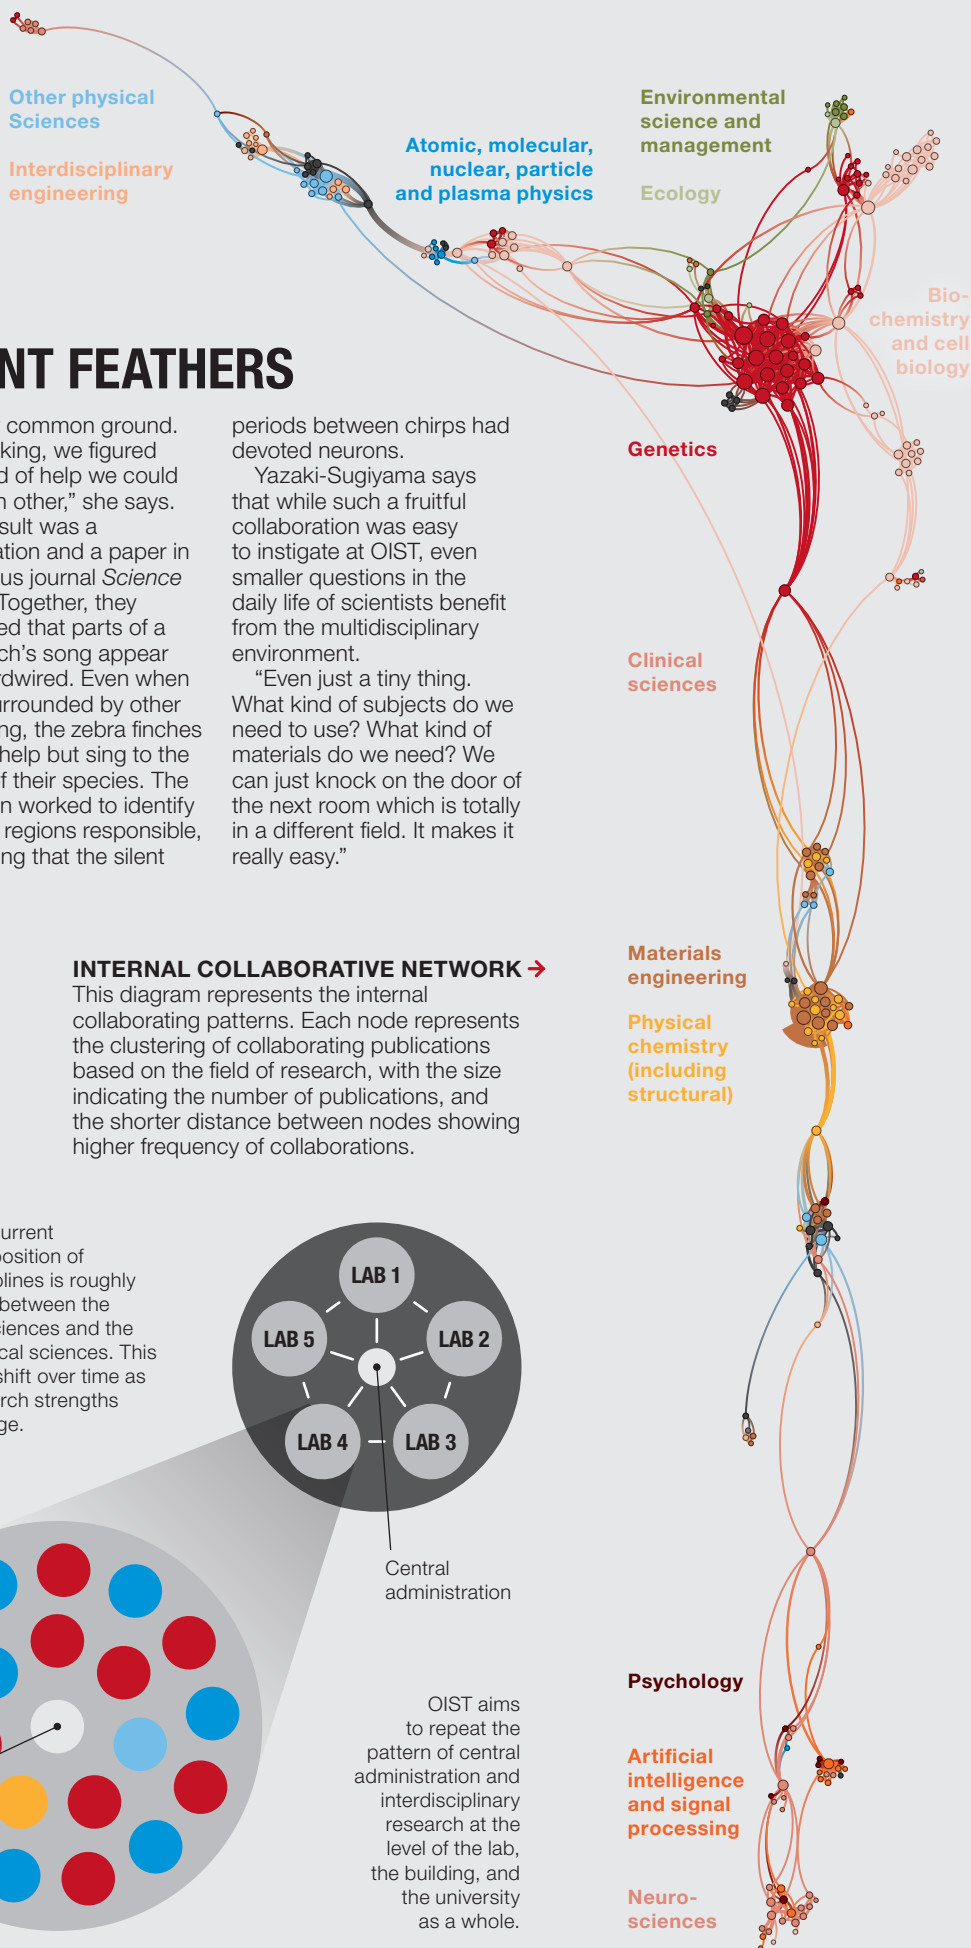 Other physical
Sciences
Interdisciplinary
engineering
Atomic, molecular,
nuclear, particle
and plasma physics
Environmental
science and
management
Ecology
Bio-
chemistry
and cell
biology
Genetics
Clinical
sciences
Materials
engineering
Physical
chemistry
(including
structural)
Psychology
Artificial
intelligence
and signal
processing
Neuro-
sciences
NT FEATHERS
common ground.
king, we figured
d of help we could
other,” she says.
sult was a
ation and a paper in
us journal Science
Together, they
ed that parts of a
ch’s song appear
rdwired. Even when
urrounded by other
ng, the zebra finches
help but sing to the
f their species. The
n worked to identify
regions responsible,
ng that the silent
periods between chirps had
devoted neurons.
Yazaki-Sugiyama says
that while such a fruitful
collaboration was easy
to instigate at OIST, even
smaller questions in the
daily life of scientists benefit
from the multidisciplinary
environment.
“Even just a tiny thing.
What kind of subjects do we
need to use? What kind of
materials do we need? We
can just knock on the door of
the next room which is totally
in a different field. It makes it
really easy.”
INTERNAL COLLABORATIVE NETWORK →
This diagram represents the internal
collaborating patterns. Each node represents
the clustering of collaborating publications
based on the field of research, with the size
indicating the number of publications, and
the shorter distance between nodes showing
higher frequency of collaborations.
urrent
position of
plines is roughly
between the
ciences and the
ical sciences. This
shift over time as
arch strengths
ge.
LAB 1
LAB 5
LAB 2
LAB 4
LAB 3
Central
administration
OIST aims
to repeat the
pattern of central
administration and
interdisciplinary
research at the
level of the lab,
the building, and
the university
as a whole.